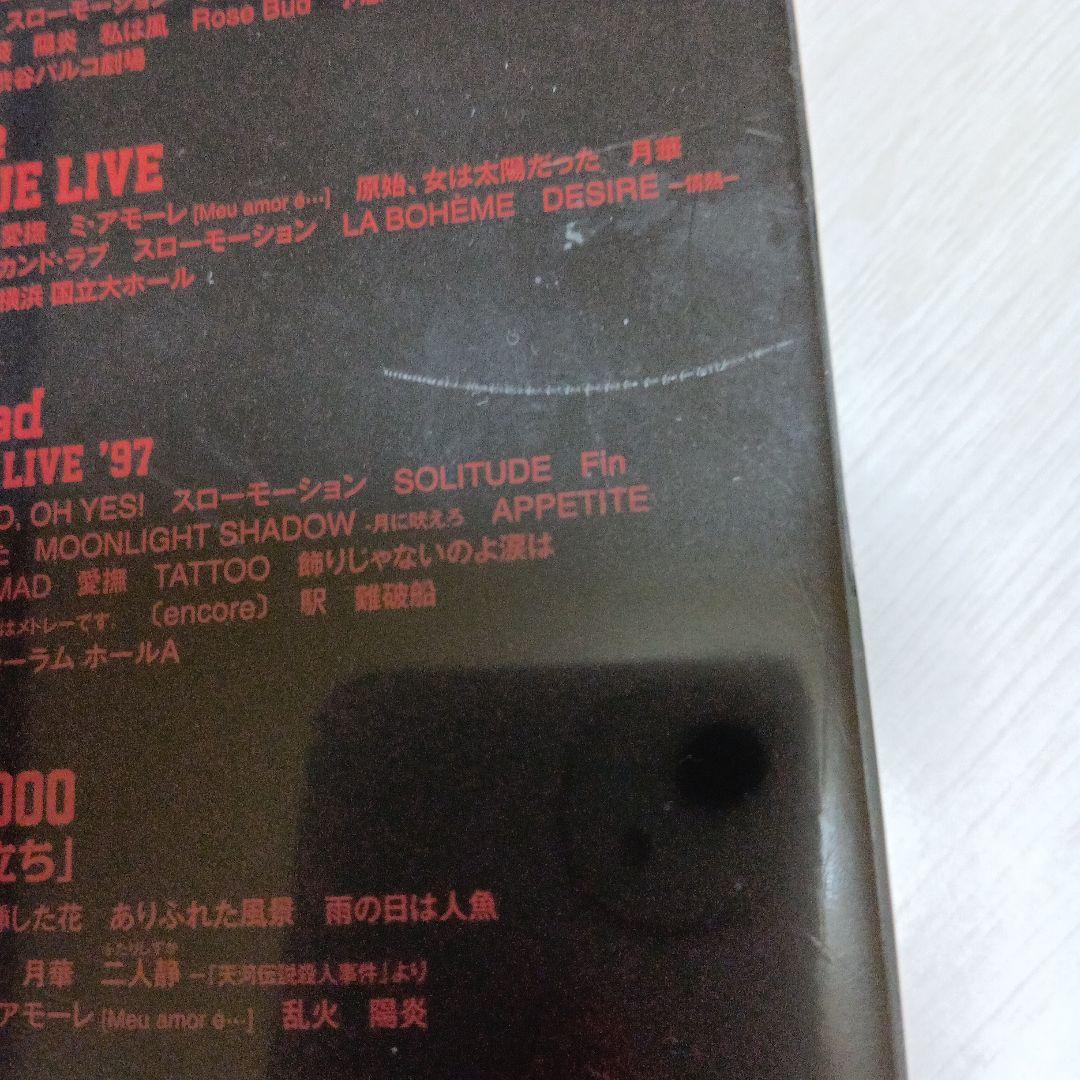 スローモーション
陽炎 私は風 Rose Bud
渋谷パルコ劇場
UE LIVE
愛撫 ミ・アモーレ [Meu amor é…] 原始、女は太陽だった 月華
カンド・ラブ スローモーション LA BOHÈME DESIRE ー情熱ー
横浜 国立大ホール
ad
LIVE '97
O, OH YES! スローモーション SOLITUDE Fin
MOONLIGHT SHADOW -月に吠えろ APPETITE
MAD 愛撫 TATTOO 飾りじゃないのよ涙は
はメドレーです. 〔encore〕 駅 難破船
ーラム ホールA
000
立ち」
した花 ありふれた風景 雨の日は人魚
月華 二人静 ー「天河伝説殺人事件」より
アモーレ [Meu amor é…] 乱火 陽炎